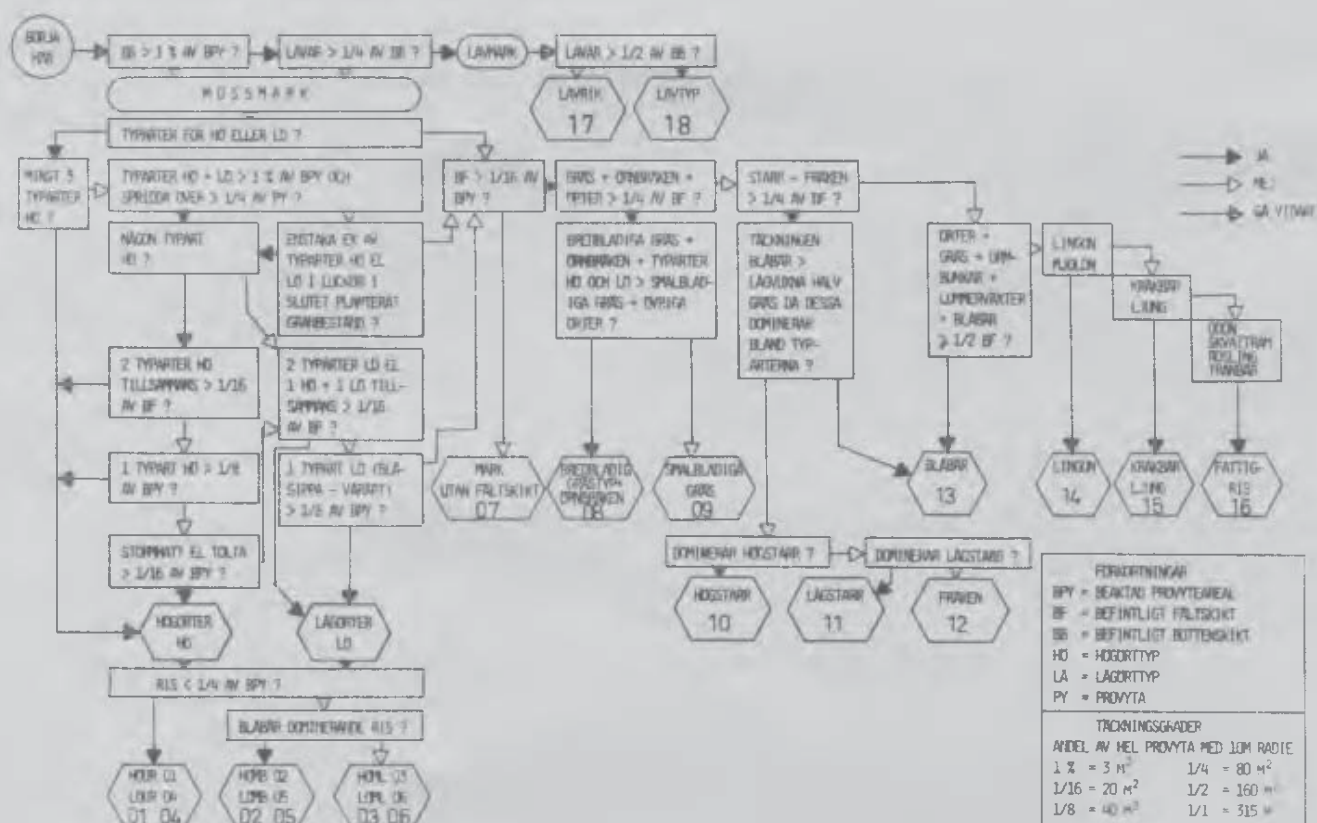 BÖRJA
HÄR
BB > 1 % AV BPY ?
LAVAR > 1/4 AV BB ?
LAVMARK
LAVAR > 1/2 AV BB ?
MOSSMARK
LAVRIK
17
LAVTYP
18
TYPARTER FÖR HÖ ELLER LÖ ?
MINST 3
TYPARTER
HÖ ?
TYPARTER HÖ + LÖ > 1 % AV BPY OCH
SPRIDDA ÖVER > 1/4 AV PY ?
BF > 1/16 AV
BPY ?
GRÄS + ÖRNBRÄKEN +
ÖRTER > 1/4 AV BF ?
STARR - FRÄKEN
> 1/4 AV BF ?
JA
NEJ
GÅ VIDARE
NÅGON TYPART
HÖ ?
ENSTAKA EX AV
TYPARTER HÖ EL
LÖ I LUCKOR I
SLUTET PLANTERAT
GRANBESTÅND ?
BREDBLADIGA GRÄS +
ÖRNBRÄKEN + TYPARTER
HÖ OCH LÖ > SMALBLAD-
IGA GRÄS + ÖVRIGA
ÖRTER ?
TÄCKNINGEN
BLÅBÄR >
LÅGVUXNA HALV
GRÄS DÅ DESSA
DOMINERAR
BLAND TYP-
ARTERNA ?
ÖRTER +
GRÄS + ORM-
BUNKAR +
LUMMERVÄXTER
+ BLÅBÄR
⩾ 1/2 BF ?
LINGON
MJÖLON
KRÅKBÄR
LJUNG
ODON
SKVATTRAM
ROSLING
TRANBÄR
2 TYPARTER HÖ
TILLSAMMANS > 1/16
AV BF ?
2 TYPARTER LÖ EL
1 HÖ + 1 LÖ TILL-
SAMMANS > 1/16
AV BF ?
1 TYPART HÖ > 1/8
AV BPY ?
1 TYPART LÖ (BLÅ-
SIPPA - VÅRÄRT)
> 1/8 AV BPY ?
MARK
UTAN FÄLTSKIKT
07
BREDBLADIG
GRÄSTYP+
ÖRNBRÄKEN
08
SMALBLADIGA
GRÄS
09
BLÅBÄR
13
LINGON
14
KRÅKBÄR
LJUNG
15
FATTIG-
RIS
16
STORMHATT EL TOLTA
> 1/16 AV BPY ?
DOMINERAR HÖGSTARR ?
DOMINERAR LÅGSTARR ?
HÖGÖRTER
HÖ
LÅGÖRTER
LÖ
HÖGSTARR
10
LÅGSTARR
11
FRÄKEN
12
RIS < 1/4 AV BPY ?
BLÅBÄR DOMINERANDE RIS ?
HÖUR 01
LÖUR 04
01 04
HÖMB 02
LÖMB 05
02 05
HÖML 03
LÖML 06
03 06
FÖRKORTNINGAR
BPY = BEAKTAD PROVYTEAREAL
BF = BEFINTLIGT FÄLTSKIKT
BB = BEFINTLIGT BOTTENSKIKT
HÖ = HÖGÖRTTYP
LÅ = LÅGÖRTTYP
PY = PROVYTA
TÄCKNINGSGRADER
ANDEL AV HEL PROVYTA MED 10M RADIE
1 % = 3 M² 1/4 = 80 M²
1/16 = 20 M² 1/2 = 160 M²
1/8 = 40 M² 1/1 = 315 M